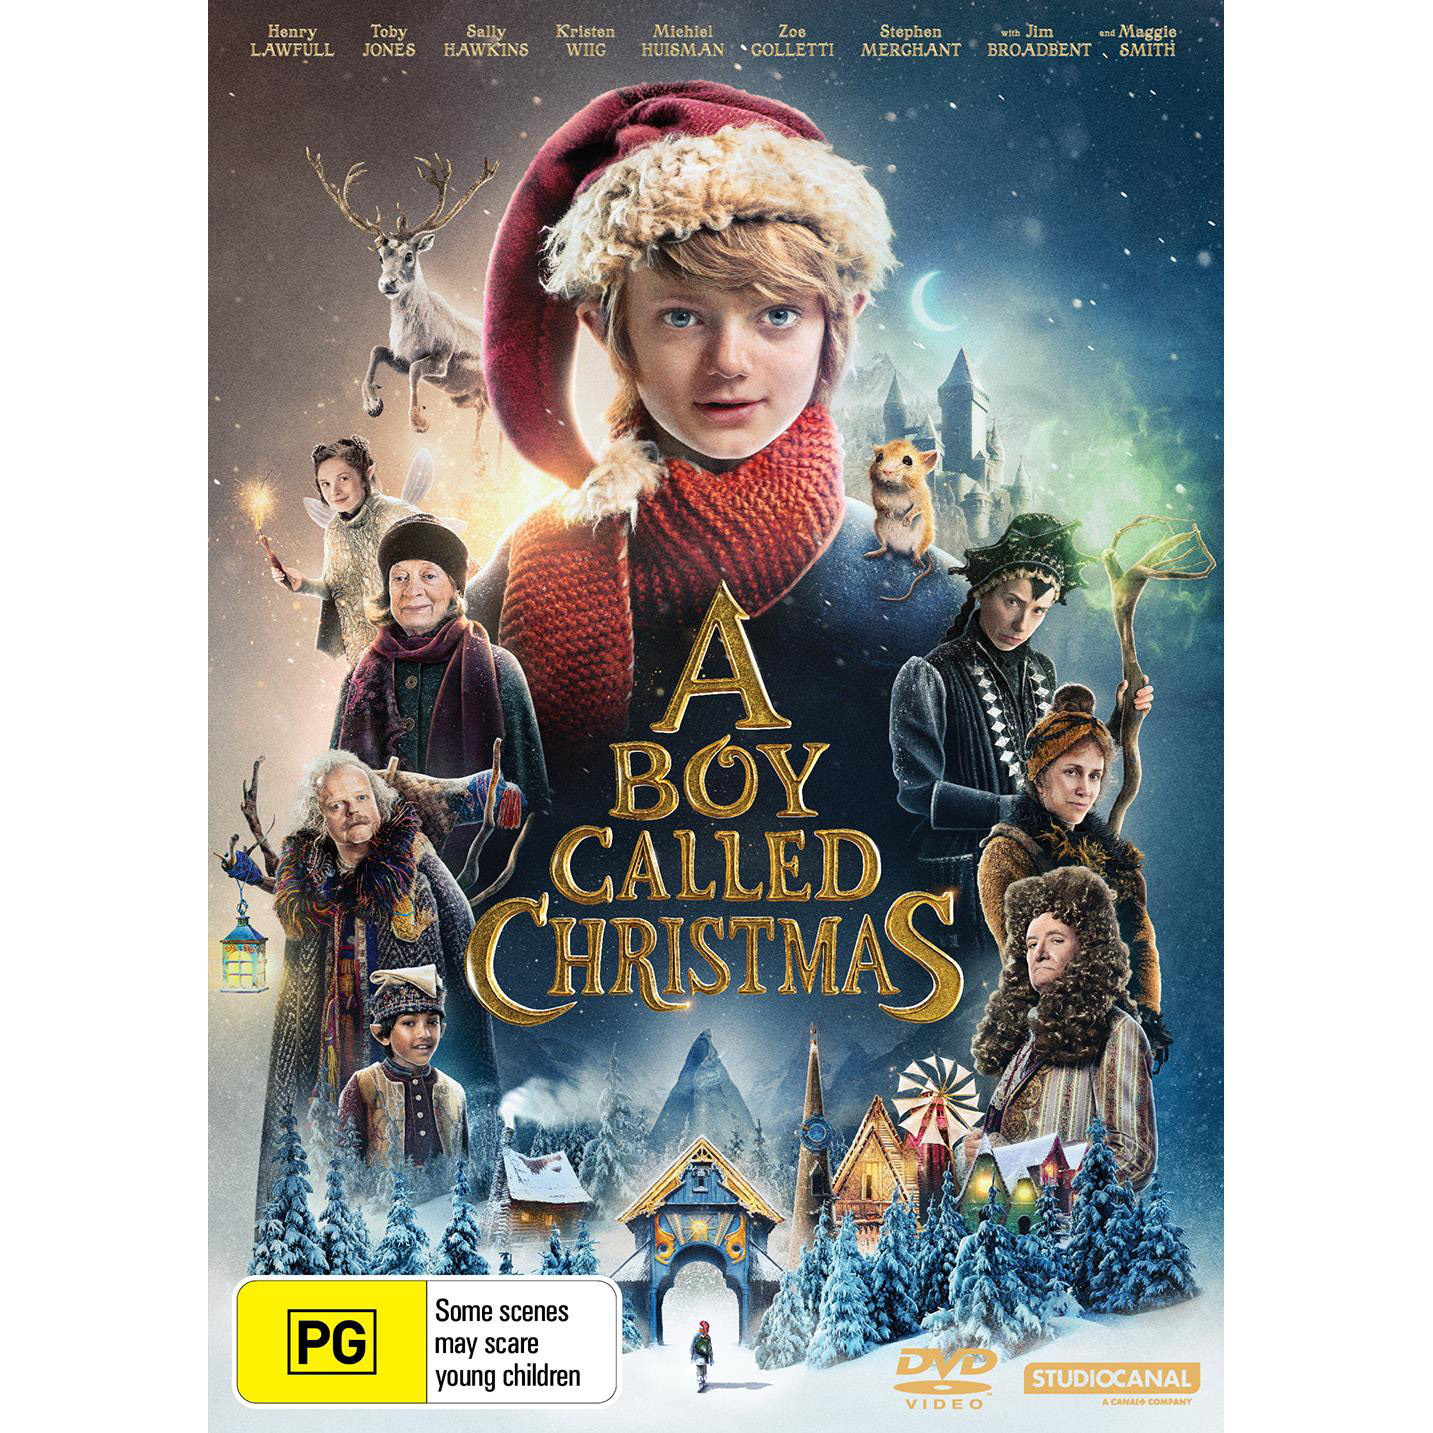 Henry LAWFULL
Toby JONES
Sally HAWKINS
Kristen WIIG
Michiel HUISMAN
Zoe COLLETTI
Stephen MERCHANT
with Jim BROADBENT
and Maggie SMITH
A
BOY
CALLED
CHRISTMAS
PG
Some scenes
may scare
young children
DVD
VIDEO
STUDIOCANAL
A CANAL+ COMPANY